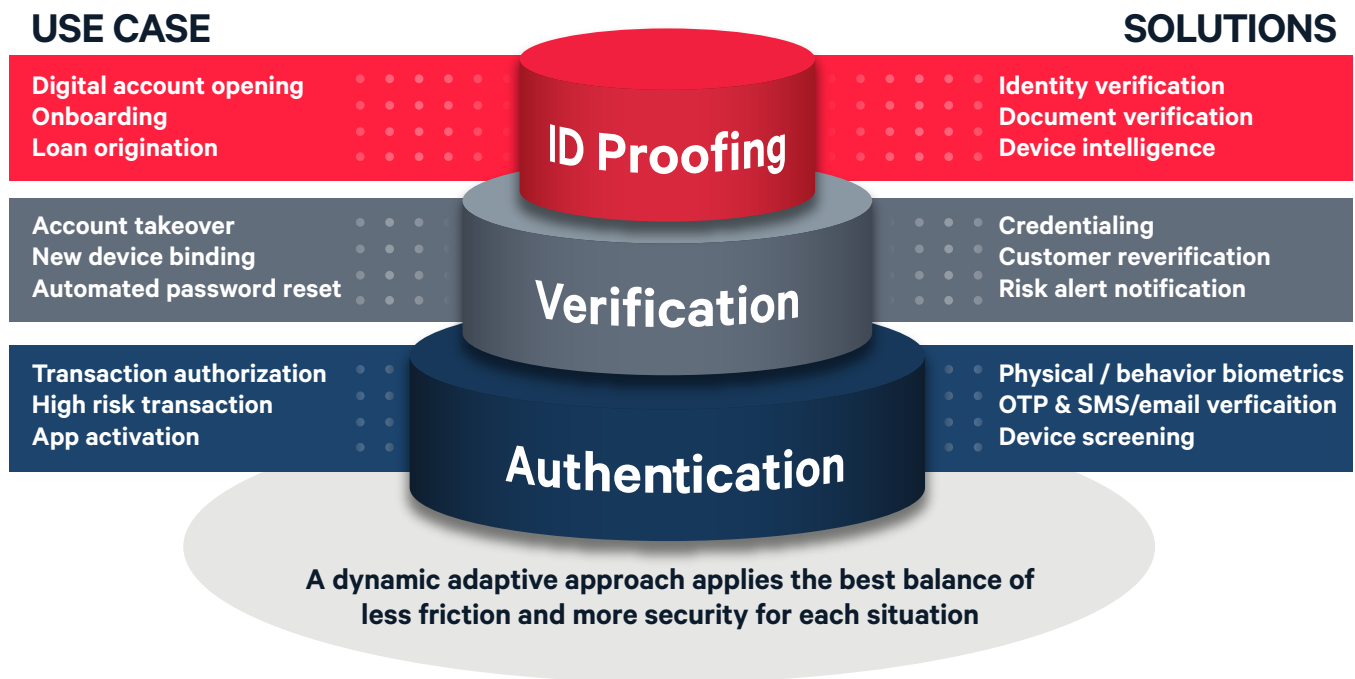 USE CASE
SOLUTIONS
Digital account opening
Onboarding
Loan origination
ID Proofing
Identity verification
Document verification
Device intelligence
Account takeover
New device binding
Automated password reset
Verification
Credentialing
Customer reverification
Risk alert notification
Transaction authorization
High risk transaction
App activation
Authentication
Physical / behavior biometrics
OTP & SMS/email verficaition
Device screening
A dynamic adaptive approach applies the best balance of
less friction and more security for each situation